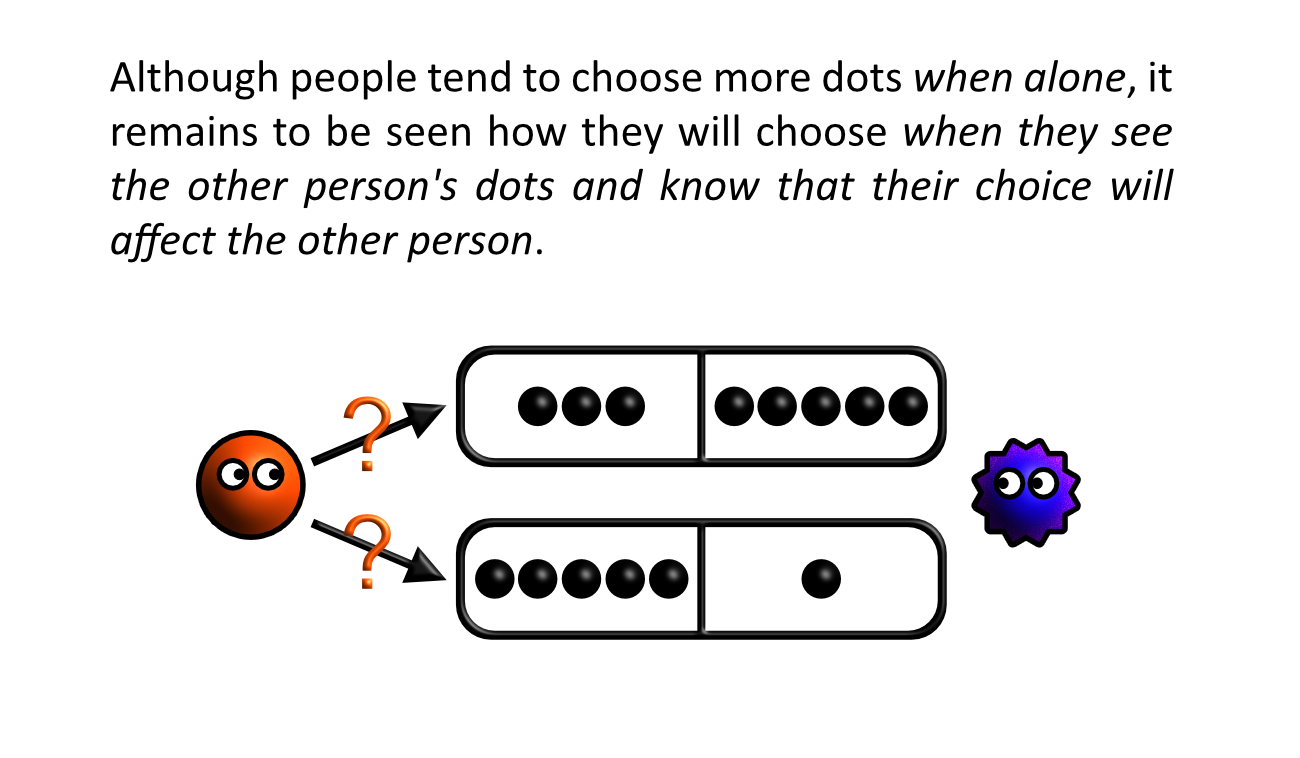 Although people tend to choose more dots when alone, it
remains to be seen how they will choose when they see
the other person's dots and know that their choice will
affect the other person.
?
?